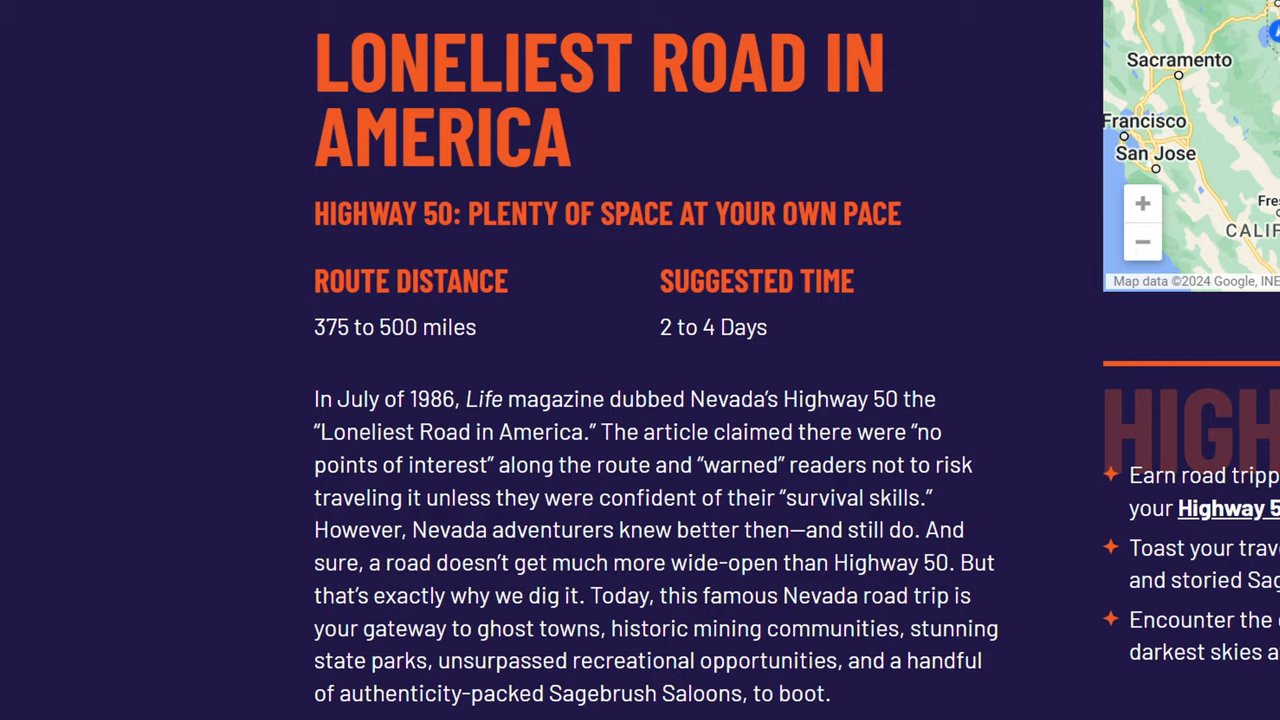 LONELIEST ROAD IN
AMERICA
HIGHWAY 50: PLENTY OF SPACE AT YOUR OWN PACE
ROUTE DISTANCE
375 to 500 miles
SUGGESTED TIME
2 to 4 Days
In July of 1986, Life magazine dubbed Nevada’s Highway 50 the
“Loneliest Road in America.” The article claimed there were “no
points of interest” along the route and “warned” readers not to risk
traveling it unless they were confident of their “survival skills.”
However, Nevada adventurers knew better then—and still do. And
sure, a road doesn’t get much more wide-open than Highway 50. But
that’s exactly why we dig it. Today, this famous Nevada road trip is
your gateway to ghost towns, historic mining communities, stunning
state parks, unsurpassed recreational opportunities, and a handful
of authenticity-packed Sagebrush Saloons, to boot.
Sacramento
Francisco
San Jose
Fres
CALIF
+
−
Map data ©2024 Google, INE
HIGH
Earn road tripp
your Highway 5
Toast your trav
and storied Sag
Encounter the
darkest skies a